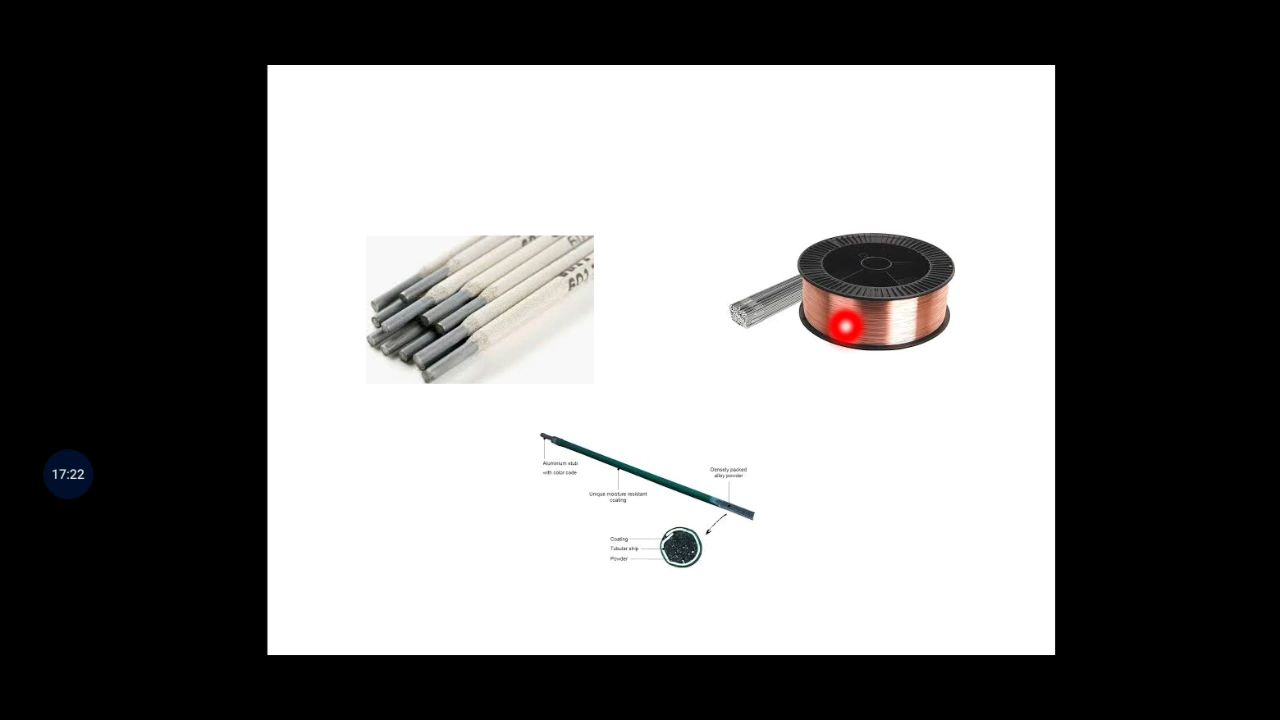 17:22
Aluminium stub
with color code
Densely packed
alloy powder
Unique moisture resistant
coating
Coating
Tubular strip
Powder